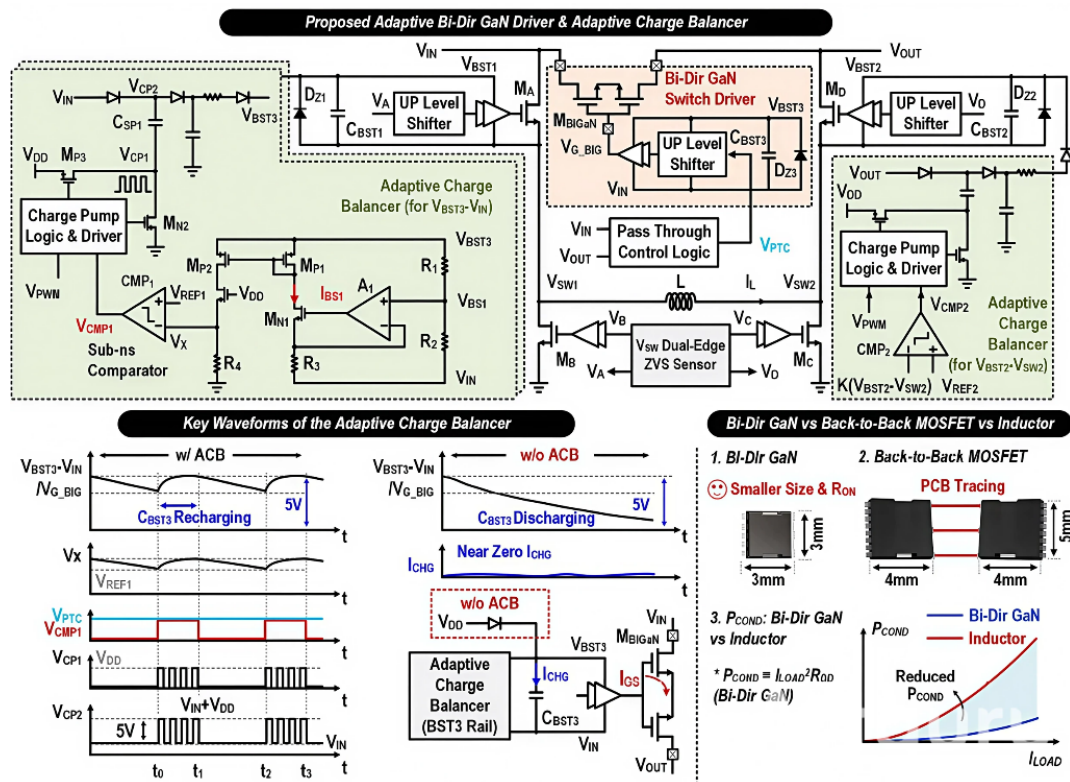 Proposed Adaptive Bi-Dir GaN Driver & Adaptive Charge Balancer
VIN
VCP2
CSP1
VBST3
VDD
MP3
VCP1
Charge Pump
Logic & Driver
MN2
VPWM
VCMP1
CMP1
VREF1
VX
Sub-ns
Comparator
Adaptive Charge
Balancer (for VBST3-VIN)
MP2
MP1
VDD
IBS1
MN1
A1
R4
R3
R1
R2
VBST3
VBS1
VIN
DZ1
CBST1
VA
UP Level
Shifter
VBST1
MA
VIN
VOUT
Bi-Dir GaN
Switch Driver
MBIGaN
VG_BIG
UP Level
Shifter
VIN
VBST3
CBST3
DZ3
VIN
VOUT
Pass Through
Control Logic
VPTC
VSW1
L
IL
VSW2
MB
VB
VSW Dual-Edge
ZVS Sensor
VC
MC
VA
VD
MD
VBST2
UP Level
Shifter
VD
CBST2
DZ2
VOUT
VDD
Charge Pump
Logic & Driver
VPWM
VCMP2
CMP2
K(VBST2-VSW2)
VREF2
Adaptive
Charge
Balancer
(for VBST2-VSW2)
Key Waveforms of the Adaptive Charge Balancer
w/ ACB
VBST3-VIN
/VG_BIG
5V
CBST3 Recharging
t
VX
VREF1
t
VPTC
VCMP1
t
VCP1
VDD
t
VCP2
VIN+VDD
5V
VIN
t0
t1
t2
t3
t
w/o ACB
VBST3-VIN
/VG_BIG
5V
CBST3 Discharging
t
Near Zero ICHG
ICHG
t
w/o ACB
VDD
Adaptive
Charge
Balancer
(BST3 Rail)
ICHG
CBST3
VBST3
VIN
IGS
MBIGaN
VIN
VOUT
Bi-Dir GaN vs Back-to-Back MOSFET vs Inductor
1. BI-Dir GaN
Smaller Size & RON
3mm
3mm
2. Back-to-Back MOSFET
PCB Tracing
5mm
4mm
4mm
3. PCOND: Bi-Dir GaN
vs Inductor
* PCOND ≡ ILOAD²RDD
(Bi-Dir GaN)
PCOND
Bi-Dir GaN
Inductor
Reduced
PCOND
ILOAD